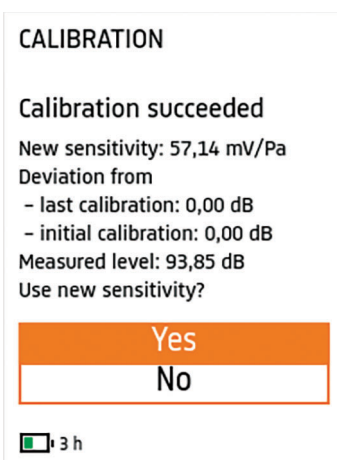 CALIBRATION
Calibration succeeded
New sensitivity: 57,14 mV/Pa
Deviation from
– last calibration: 0,00 dB
– initial calibration: 0,00 dB
Measured level: 93,85 dB
Use new sensitivity?
Yes
No
3 h